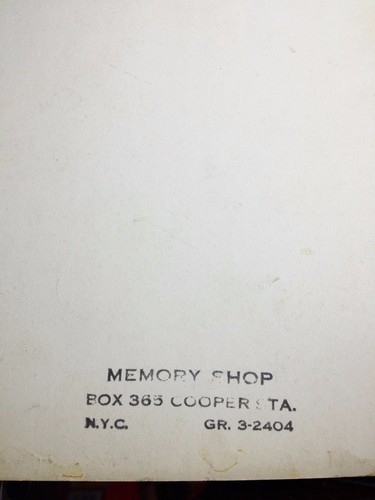 MEMORY SHOP
BOX 365 COOPER STA.
N.Y.C. GR. 3-2404